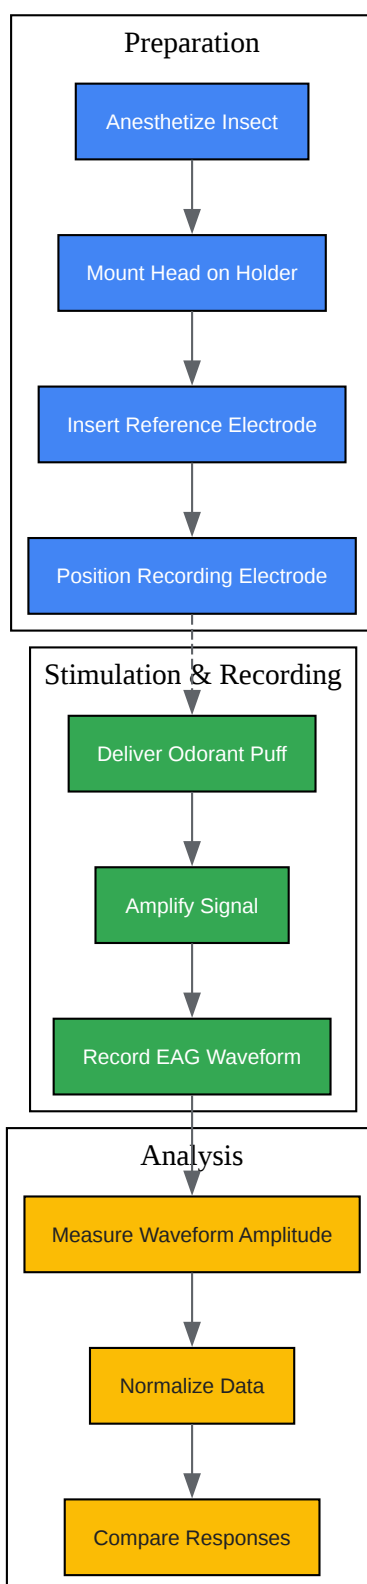 Preparation
Anesthetize Insect
Mount Head on Holder
Insert Reference Electrode
Position Recording Electrode
Stimulation & Recording
Deliver Odorant Puff
Amplify Signal
Record EAG Waveform
Analysis
Measure Waveform Amplitude
Normalize Data
Compare Responses